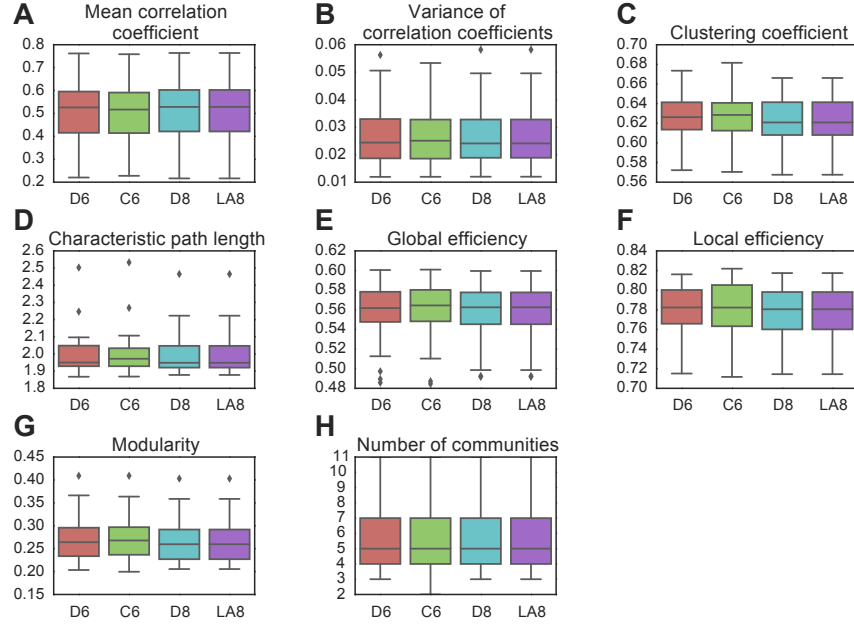 A
Mean correlation
coefficient
0.8
0.7
0.6
0.5
0.4
0.3
0.2
D6 C6 D8 LA8
B
Variance of
correlation coefficients
0.06
0.05
0.04
0.03
0.02
0.01
D6 C6 D8 LA8
C
Clustering coefficient
0.70
0.68
0.66
0.64
0.62
0.60
0.58
0.56
D6 C6 D8 LA8
D
Characteristic path length
2.6
2.5
2.4
2.3
2.2
2.1
2.0
1.9
1.8
D6 C6 D8 LA8
E
Global efficiency
0.62
0.60
0.58
0.56
0.54
0.52
0.50
0.48
D6 C6 D8 LA8
F
Local efficiency
0.84
0.82
0.80
0.78
0.76
0.74
0.72
0.70
D6 C6 D8 LA8
G
Modularity
0.45
0.40
0.35
0.30
0.25
0.20
0.15
D6 C6 D8 LA8
H
Number of communities
11
10
9
8
7
6
5
4
3
2
D6 C6 D8 LA8